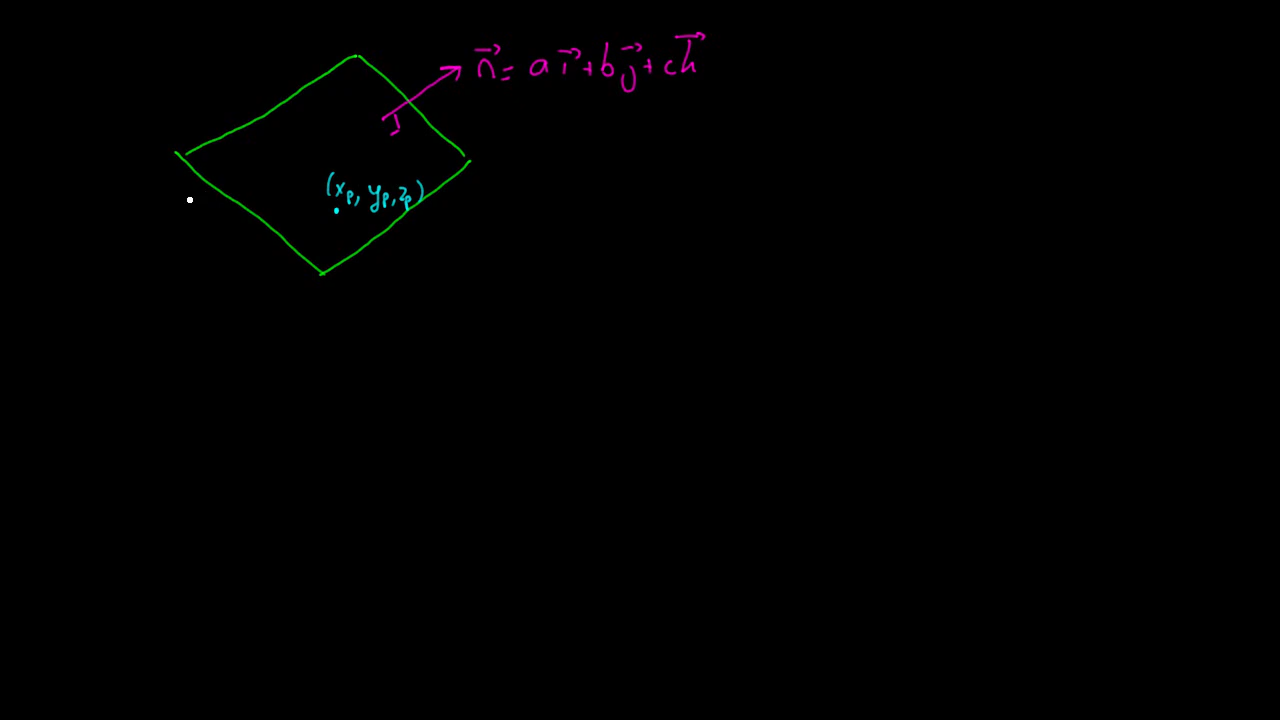 n⃗ = a i⃗ + b j⃗ + c k⃗
(xₚ, yₚ, zₚ)